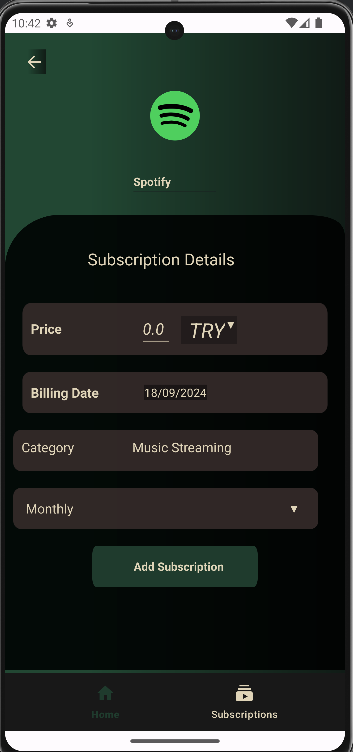 10:42
Spotify
Subscription Details
Price 0.0 TRY
Billing Date 18/09/2024
Category Music Streaming
Monthly
Add Subscription
Home Subscriptions